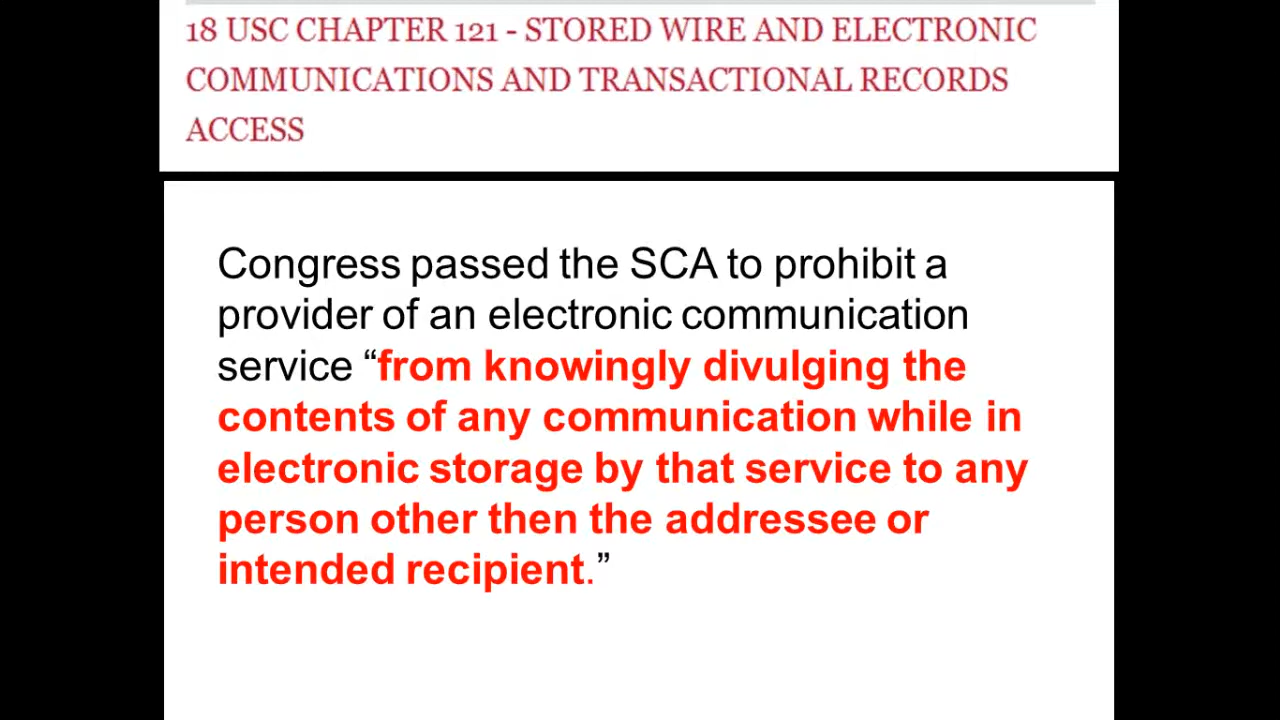 18 USC CHAPTER 121 - STORED WIRE AND ELECTRONIC
COMMUNICATIONS AND TRANSACTIONAL RECORDS
ACCESS
Congress passed the SCA to prohibit a
provider of an electronic communication
service “from knowingly divulging the
contents of any communication while in
electronic storage by that service to any
person other then the addressee or
intended recipient.”